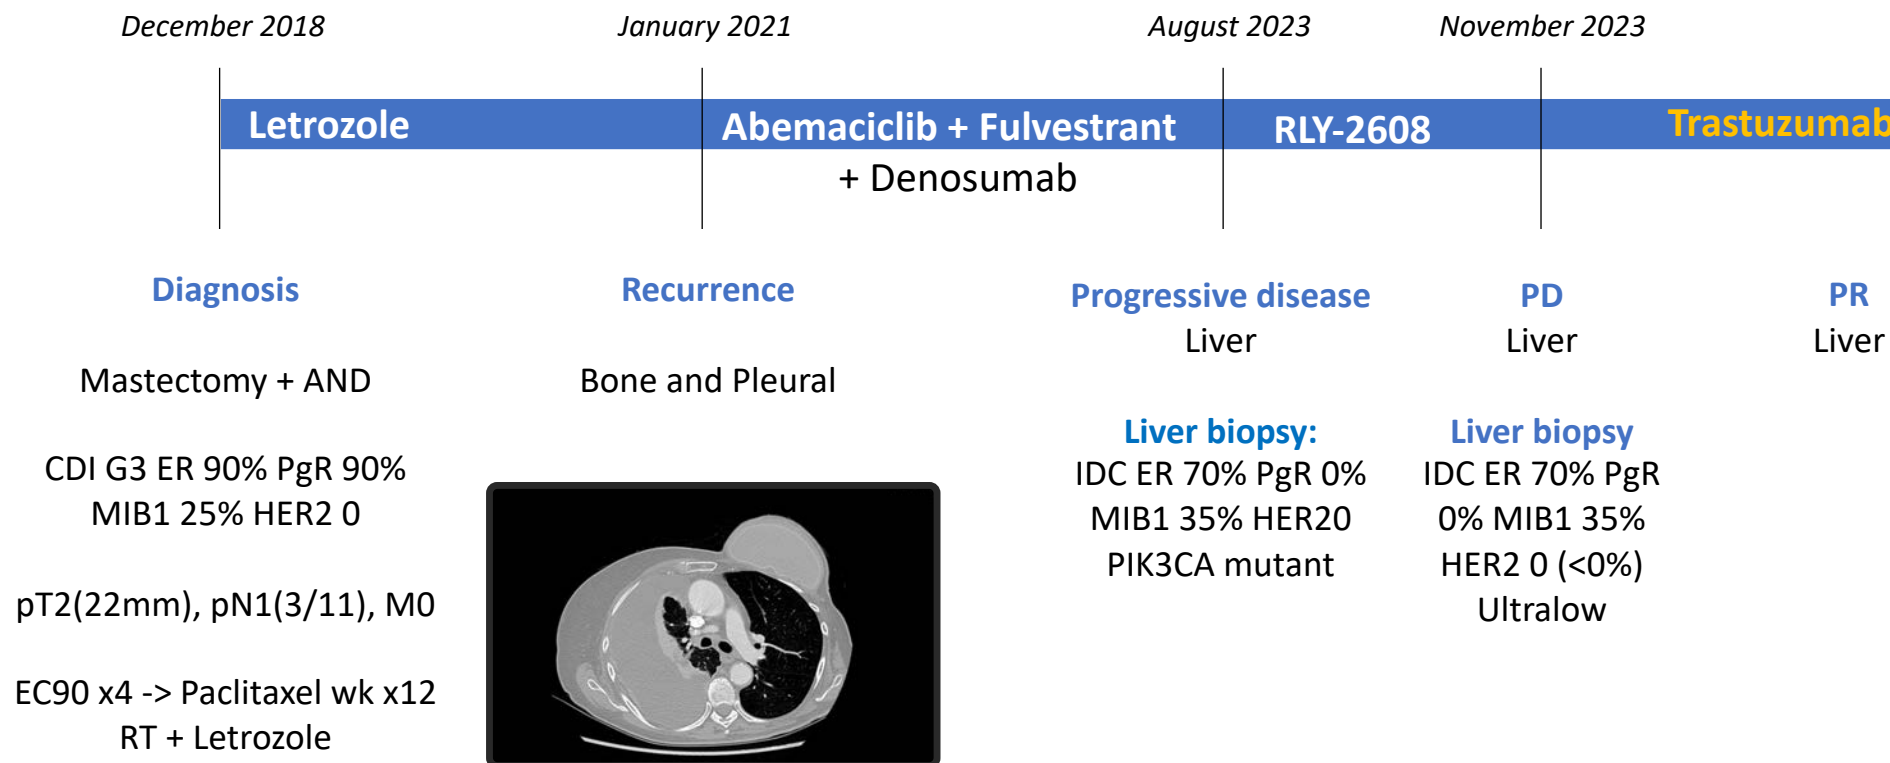 December 2018
January 2021
August 2023
November 2023
Letrozole
Abemaciclib + Fulvestrant
RLY-2608
Trastuzumab
+ Denosumab
Diagnosis
Mastectomy + AND
CDI G3 ER 90% PgR 90%
MIB1 25% HER2 0
pT2(22mm), pN1(3/11), M0
EC90 x4 -> Paclitaxel wk x12
RT + Letrozole
Recurrence
Bone and Pleural
Progressive disease
Liver
Liver biopsy:
IDC ER 70% PgR 0%
MIB1 35% HER20
PIK3CA mutant
PD
Liver
Liver biopsy
IDC ER 70% PgR
0% MIB1 35%
HER2 0 (<0%)
Ultralow
PR
Liver